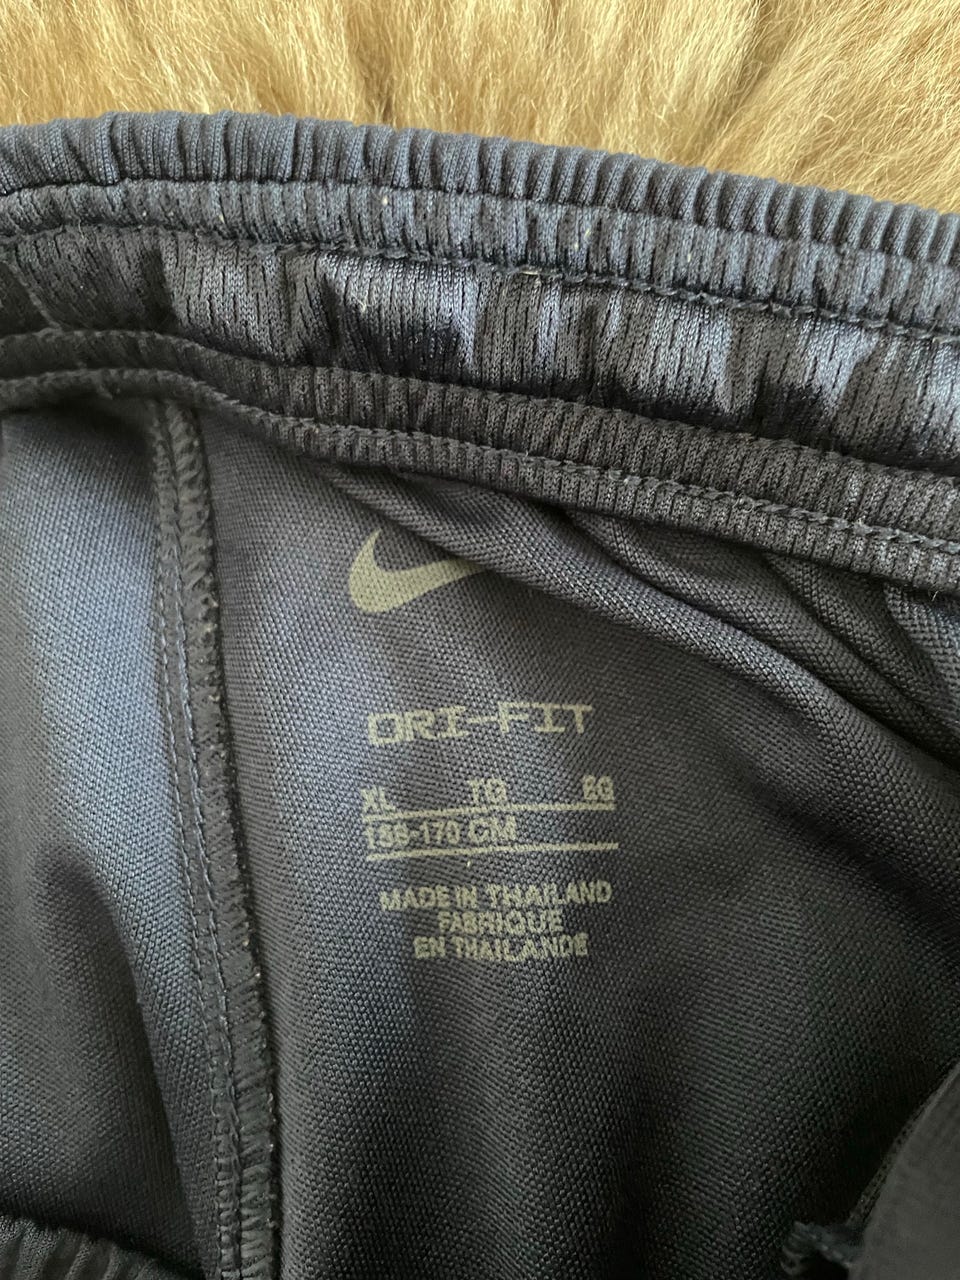 DRI-FIT
XL TG EG
158-170 CM
MADE IN THAILAND
FABRIQUE
EN THAILANDE